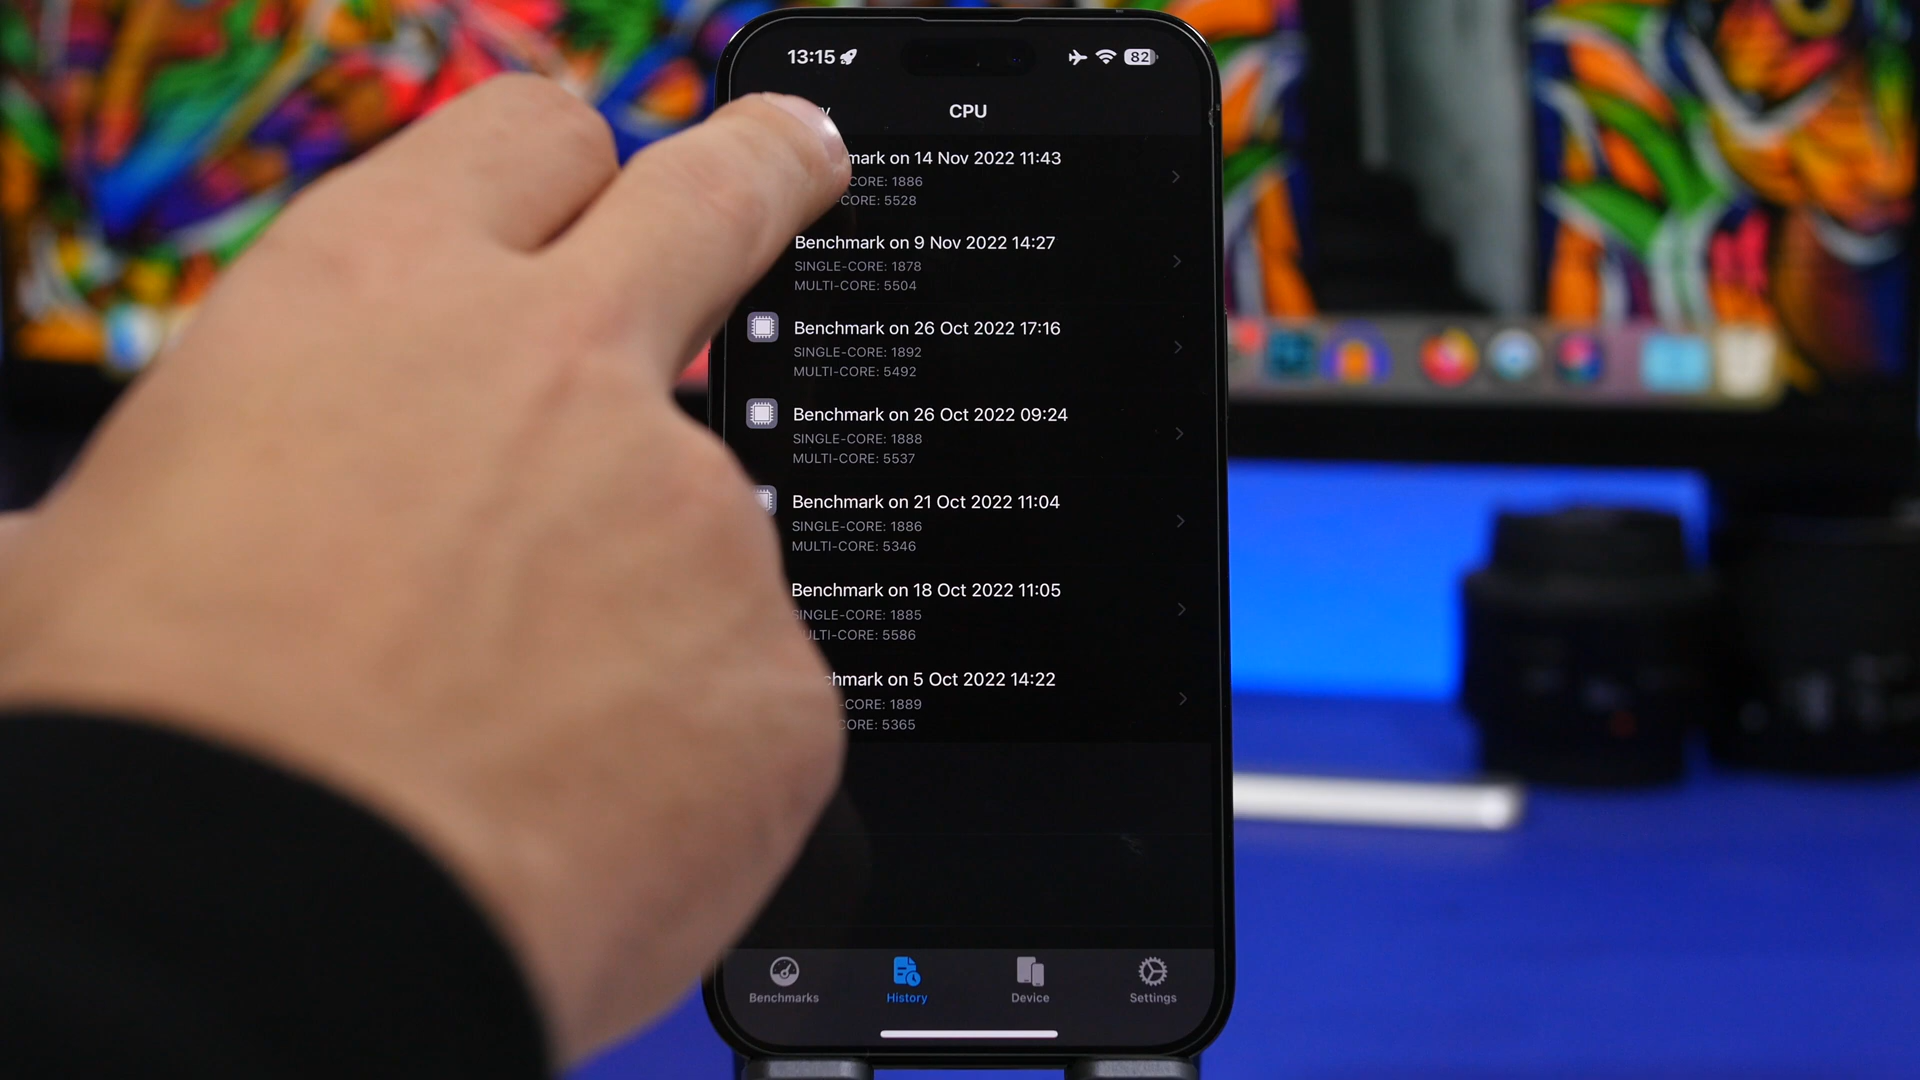 13:15
82
CPU
mark on 14 Nov 2022 11:43
CORE: 1886
-CORE: 5528
Benchmark on 9 Nov 2022 14:27
SINGLE-CORE: 1878
MULTI-CORE: 5504
Benchmark on 26 Oct 2022 17:16
SINGLE-CORE: 1892
MULTI-CORE: 5492
Benchmark on 26 Oct 2022 09:24
SINGLE-CORE: 1888
MULTI-CORE: 5537
Benchmark on 21 Oct 2022 11:04
SINGLE-CORE: 1886
MULTI-CORE: 5346
Benchmark on 18 Oct 2022 11:05
SINGLE-CORE: 1885
ULTI-CORE: 5586
chmark on 5 Oct 2022 14:22
-CORE: 1889
CORE: 5365
Benchmarks
History
Device
Settings